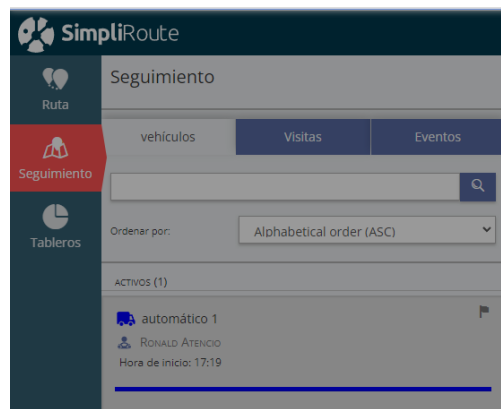 SimpliRoute
Ruta
Seguimiento
Tableros
Seguimiento
vehículos
Visitas
Eventos
Ordenar por:
Alphabetical order (ASC)
ACTIVOS (1)
automático 1
RONALD ATENCIO
Hora de inicio: 17:19